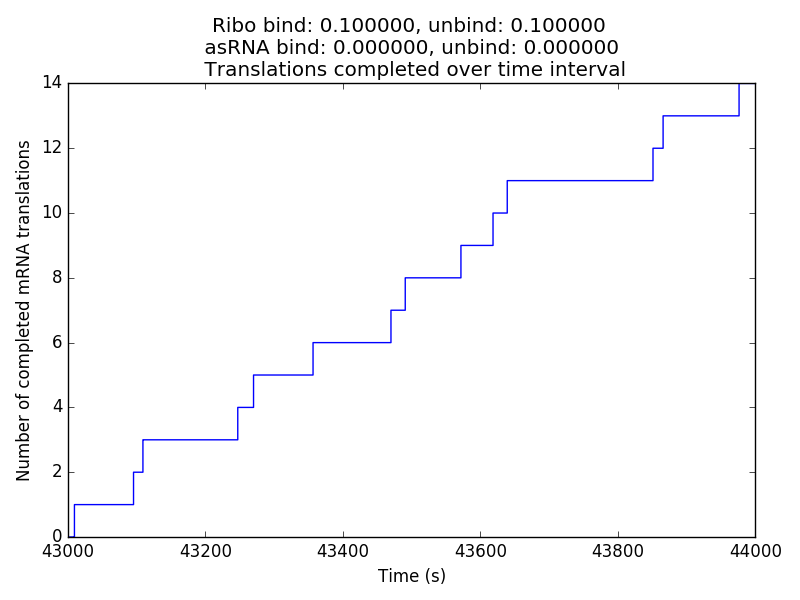 Ribo bind: 0.100000, unbind: 0.100000
asRNA bind: 0.000000, unbind: 0.000000
Translations completed over time interval
14
12
10
8
6
4
2
0
Number of completed mRNA translations
43000 43200 43400 43600 43800 44000
Time (s)